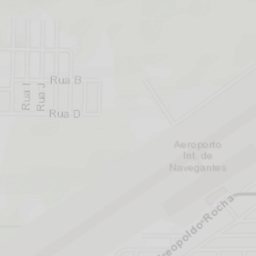 Rua B
Rua I
Rua J
Rua D
Aeroporto
Int. de
Navegantes
Leopoldo Rocha